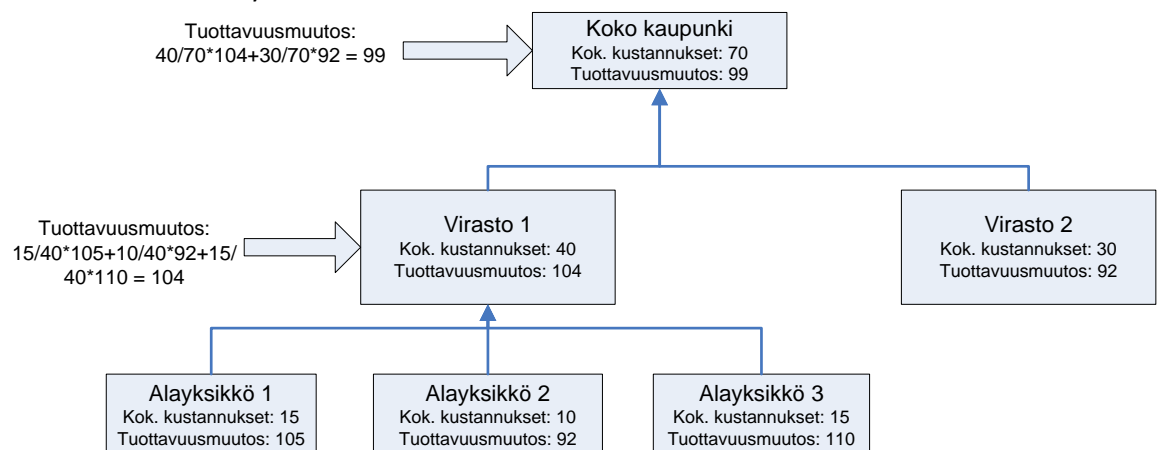 Tuottavuusmuutos:
40/70*104+30/70*92 = 99
Koko kaupunki
Kok. kustannukset: 70
Tuottavuusmuutos: 99
Tuottavuusmuutos:
15/40*105+10/40*92+15/
40*110 = 104
Virasto 1
Kok. kustannukset: 40
Tuottavuusmuutos: 104
Virasto 2
Kok. kustannukset: 30
Tuottavuusmuutos: 92
Alayksikkö 1
Kok. kustannukset: 15
Tuottavuusmuutos: 105
Alayksikkö 2
Kok. kustannukset: 10
Tuottavuusmuutos: 92
Alayksikkö 3
Kok. kustannukset: 15
Tuottavuusmuutos: 110